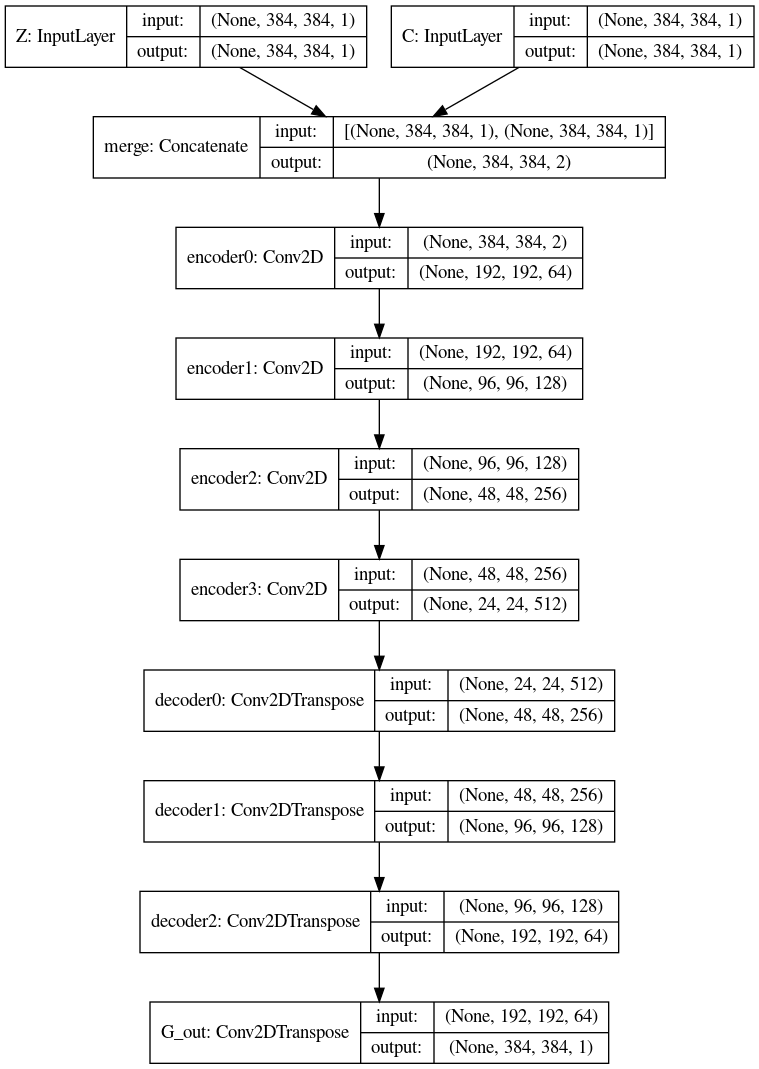 Z: InputLayer input: (None, 384, 384, 1)
output: (None, 384, 384, 1)
C: InputLayer input: (None, 384, 384, 1)
output: (None, 384, 384, 1)
merge: Concatenate input: [(None, 384, 384, 1), (None, 384, 384, 1)]
output: (None, 384, 384, 2)
encoder0: Conv2D input: (None, 384, 384, 2)
output: (None, 192, 192, 64)
encoder1: Conv2D input: (None, 192, 192, 64)
output: (None, 96, 96, 128)
encoder2: Conv2D input: (None, 96, 96, 128)
output: (None, 48, 48, 256)
encoder3: Conv2D input: (None, 48, 48, 256)
output: (None, 24, 24, 512)
decoder0: Conv2DTranspose input: (None, 24, 24, 512)
output: (None, 48, 48, 256)
decoder1: Conv2DTranspose input: (None, 48, 48, 256)
output: (None, 96, 96, 128)
decoder2: Conv2DTranspose input: (None, 96, 96, 128)
output: (None, 192, 192, 64)
G_out: Conv2DTranspose input: (None, 192, 192, 64)
output: (None, 384, 384, 1)